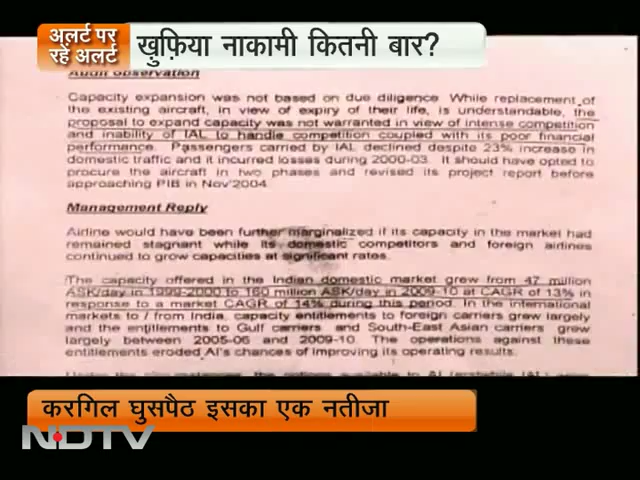 अलर्ट पर
रहें अलर्ट
ख़ुफ़िया नाकामी कितनी बार?
Audit observation
Capacity expansion was not based on due diligence. While replacement of
the existing aircraft, in view of expiry of their life, is understandable, the
proposal to expand capacity was not warranted in view of intense competition
and inability of IAL to handle competition coupled with its poor financial
performance. Passengers carried by IAL declined despite 23% increase in
domestic traffic and it incurred losses during 2000-03. It should have opted to
procure the aircraft in two phases and revised its project report before
approaching PIB in Nov'2004.
Management Reply
Airline would have been further marginalized if its capacity in the market had
remained stagnant while its domestic competitors and foreign airlines
continued to grow capacities at significant rates.
The capacity offered in the Indian domestic market grew from 47 million
ASK/day in 1999-2000 to 160 million ASK/day in 2009-10 at CAGR of 13% in
response to a market CAGR of 14% during this period. In the international
markets to / from India, capacity entitlements to foreign carriers grew largely
and the entitlements to Gulf carriers and South-East Asian carriers grew
largely between 2005-06 and 2009-10. The operations against these
entitlements eroded AI's chances of improving its operating results.
करगिल घुसपैठ इसका एक नतीजा
NDTV